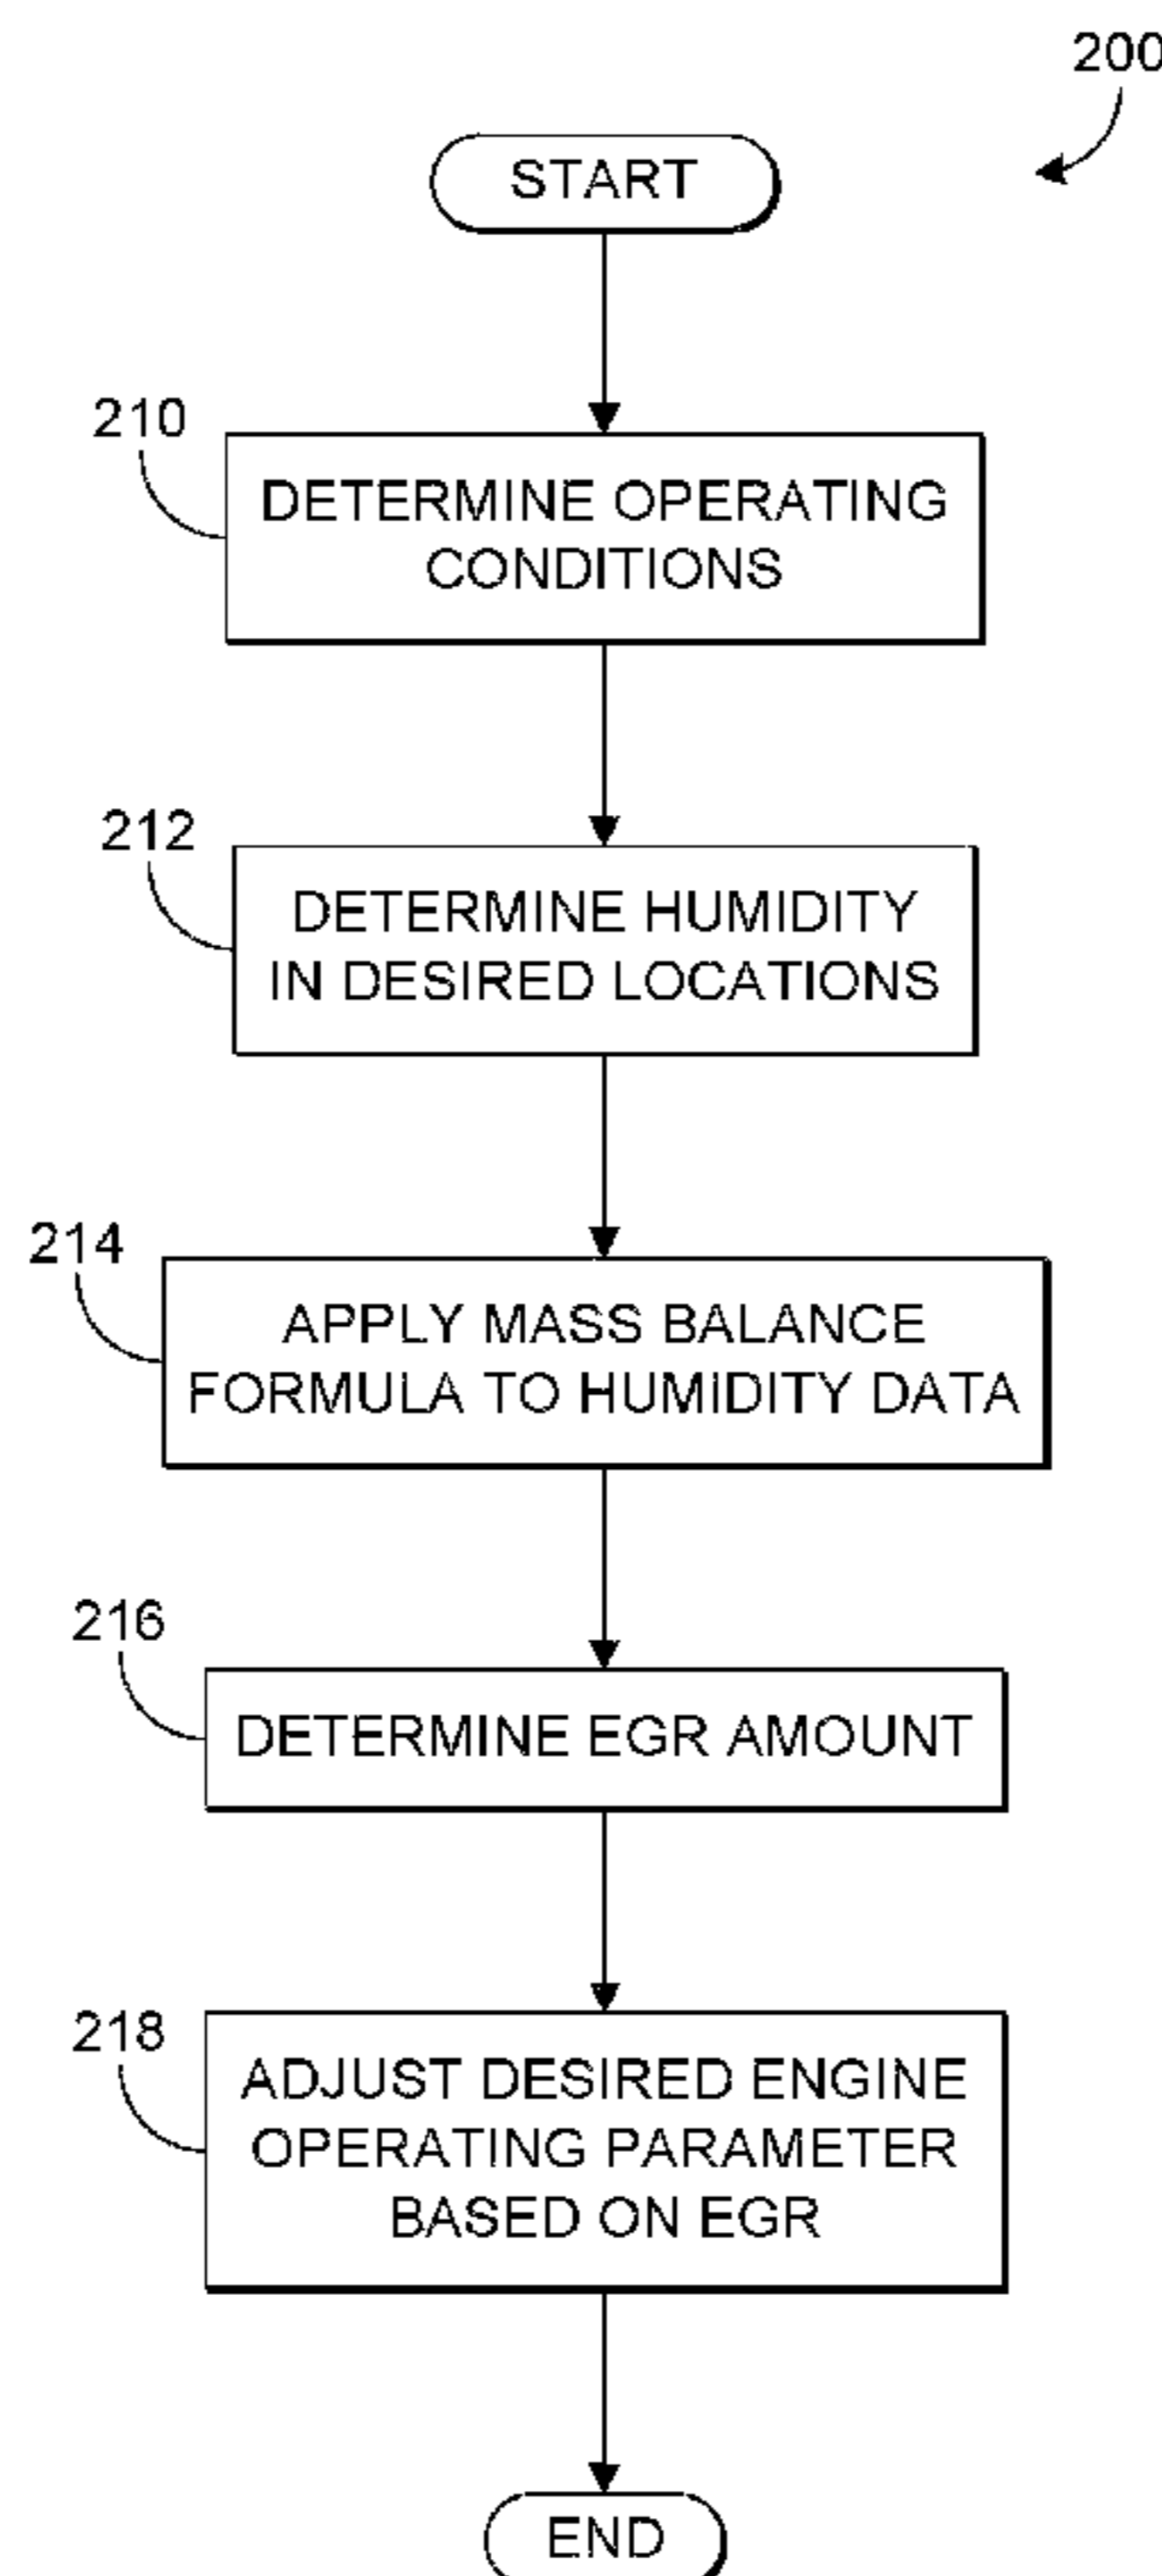 200
START
210
DETERMINE OPERATING
CONDITIONS
212
DETERMINE HUMIDITY
IN DESIRED LOCATIONS
214
APPLY MASS BALANCE
FORMULA TO HUMIDITY DATA
216
DETERMINE EGR AMOUNT
218
ADJUST DESIRED ENGINE
OPERATING PARAMETER
BASED ON EGR
END